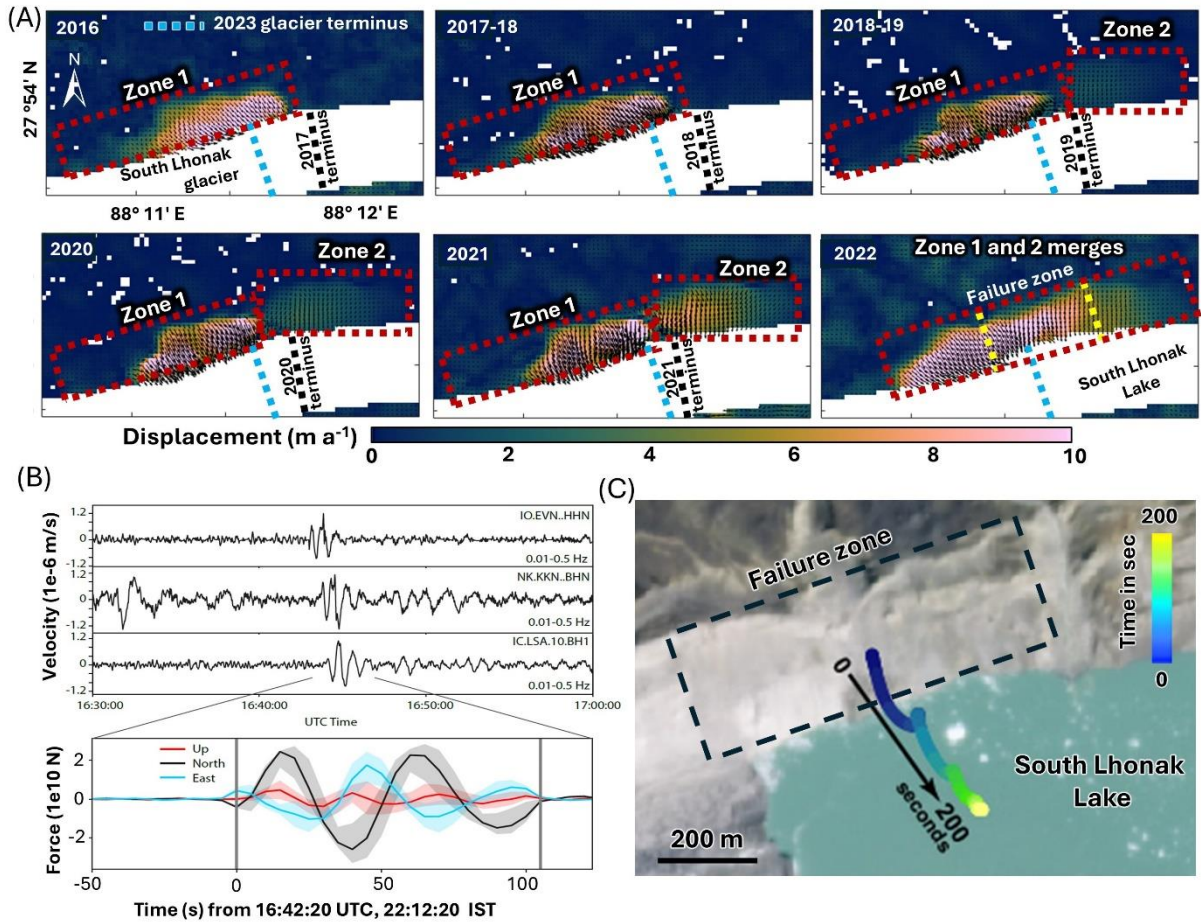 (A)
2016
2023 glacier terminus
N
27 °54' N
Zone 1
South Lhonak
glacier
2017
terminus
88° 11' E
88° 12' E
2017-18
Zone 1
2018
terminus
2018-19
Zone 2
Zone 1
2019
terminus
2020
Zone 2
Zone 1
2020
terminus
2021
Zone 2
Zone 1
2021
terminus
Zone 1 and 2 merges
2022
Failure zone
South Lhonak
Lake
Displacement (m a⁻¹)
0 2 4 6 8 10
(B)
Velocity (1e-6 m/s)
1.2
0
-1.2
IO.EVN..HHN
0.01-0.5 Hz
1.2
0
-1.2
NK.KKN..BHN
0.01-0.5 Hz
1.2
0
-1.2
IC.LSA.10.BH1
0.01-0.5 Hz
16:30:00 16:40:00 16:50:00 17:00:00
UTC Time
Force (1e10 N)
2
0
-2
Up
North
East
-50 0 50 100
Time (s) from 16:42:20 UTC, 22:12:20 IST
(C)
Failure zone
200
Time in sec
0
0
200
seconds
South Lhonak
Lake
200 m